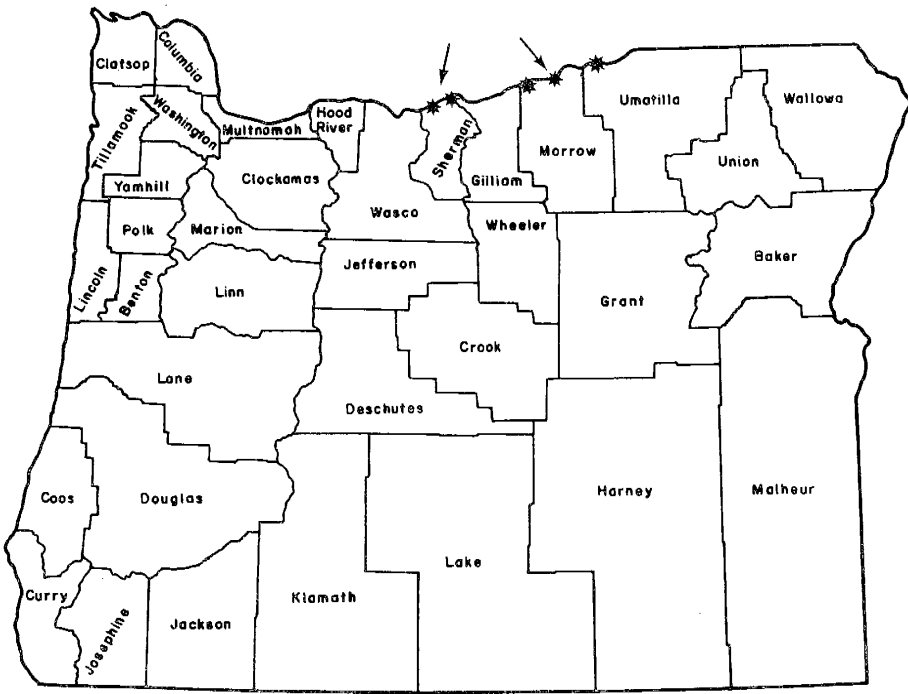 Columbia
Clatsop
Tillamook
Washington
Multnomah
Hood
River
Sherman
Umatilla
Wallowa
Union
Morrow
Gilliam
Yamhill
Clockamas
Wasco
Wheeler
Polk
Marion
Jefferson
Baker
Lincoln
Benton
Linn
Grant
Crook
Lane
Deschutes
Coos
Douglas
Harney
Malheur
Lake
Curry
Klamath
Josephine
Jackson